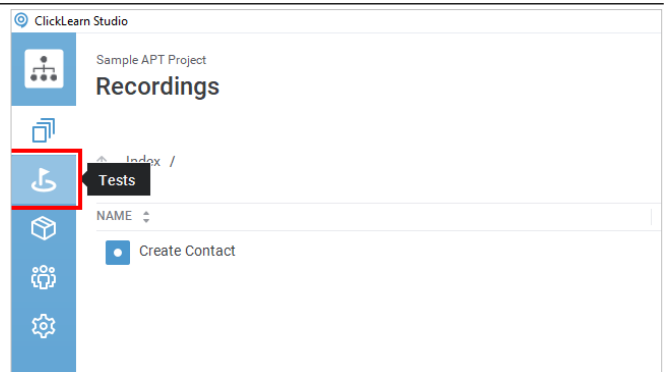 ClickLearn Studio
Sample APT Project
Recordings
Index /
Tests
NAME
Create Contact